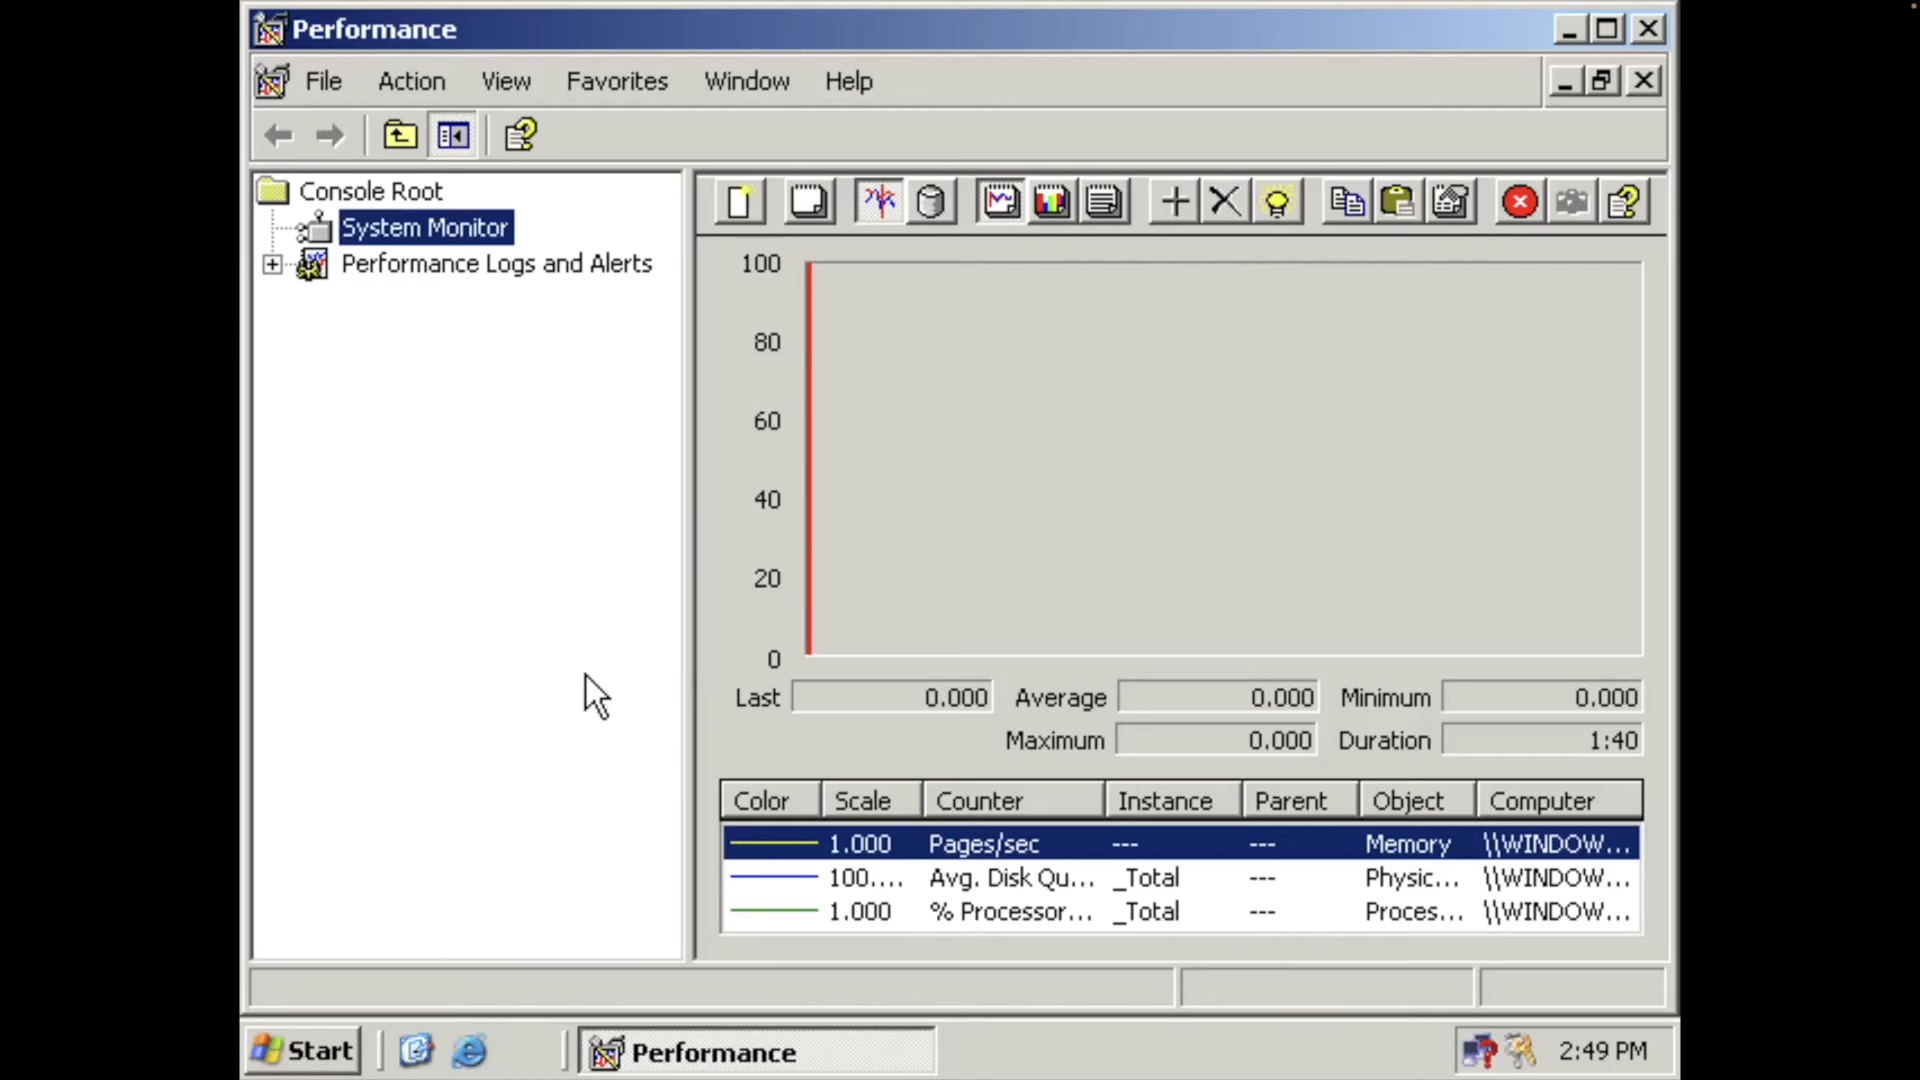 Performance
File Action View Favorites Window Help
Console Root
System Monitor
Performance Logs and Alerts
100
80
60
40
20
0
Last 0.000 Average 0.000 Minimum 0.000
Maximum 0.000 Duration 1:40
Color Scale Counter Instance Parent Object Computer
1.000 Pages/sec --- --- Memory \\WINDOW...
100.... Avg. Disk Qu... _Total --- Physic... \\WINDOW...
1.000 % Processor... _Total --- Proces... \\WINDOW...
Start Performance 2:49 PM